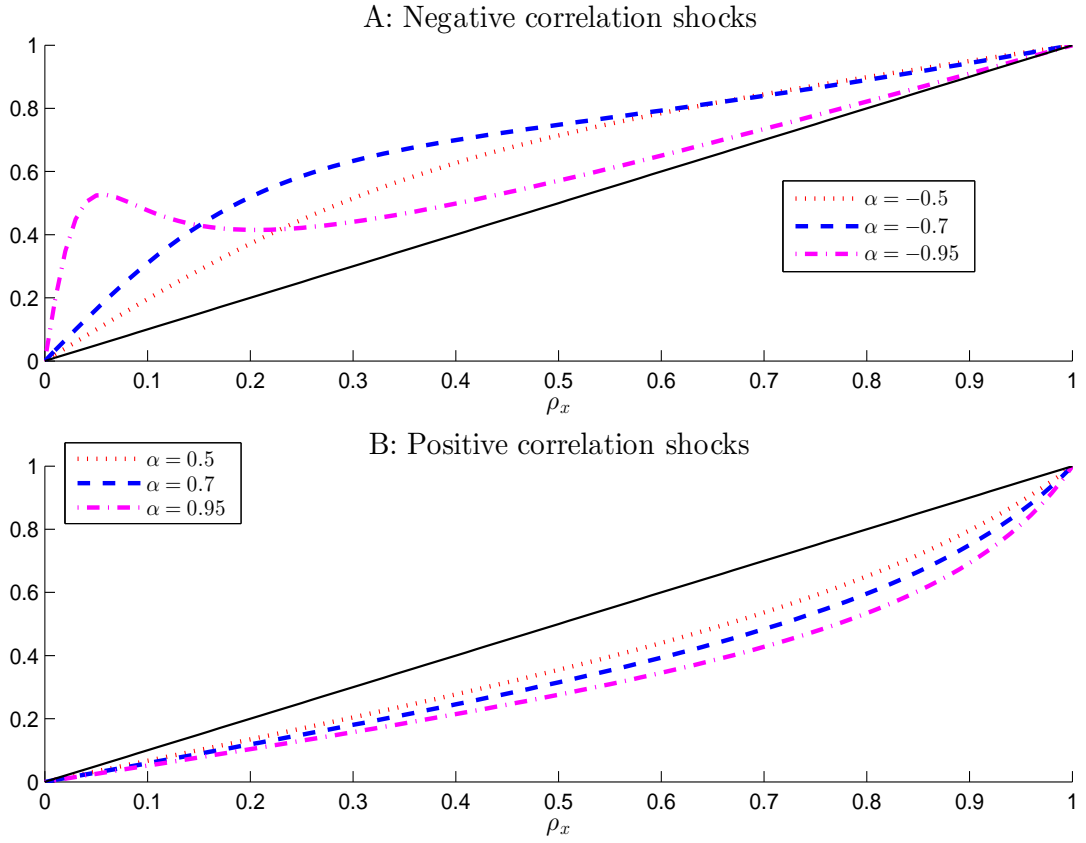 A: Negative correlation shocks
1
0.8
0.6
0.4
0.2
0
α = −0.5
α = −0.7
α = −0.95
0 0.1 0.2 0.3 0.4 0.5 0.6 0.7 0.8 0.9 1
ρx
B: Positive correlation shocks
α = 0.5
α = 0.7
α = 0.95
1
0.8
0.6
0.4
0.2
0
0 0.1 0.2 0.3 0.4 0.5 0.6 0.7 0.8 0.9 1
ρx